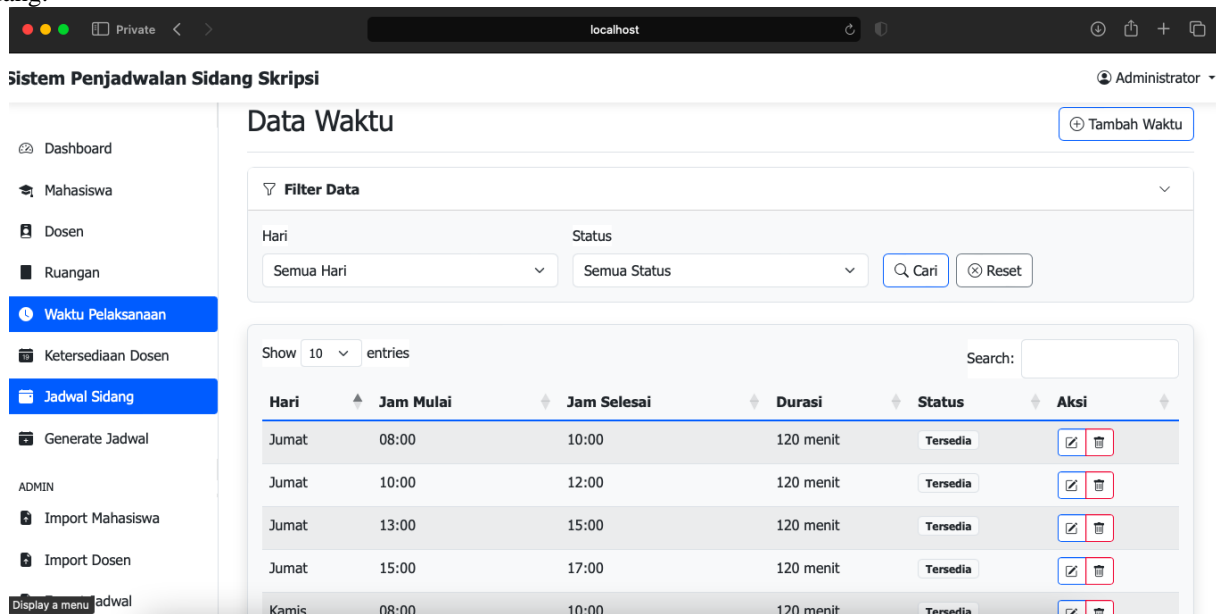 Private
localhost
Sistem Penjadwalan Sidang Skripsi
Administrator
Dashboard
Mahasiswa
Dosen
Ruangan
Waktu Pelaksanaan
19 Ketersediaan Dosen
Jadwal Sidang
Generate Jadwal
ADMIN
Import Mahasiswa
Import Dosen
adwal
Display a menu
Data Waktu
Tambah Waktu
Filter Data
Hari Status
Semua Hari Semua Status Cari Reset
Show 10 entries Search:
Hari Jam Mulai Jam Selesai Durasi Status Aksi
Jumat 08:00 10:00 120 menit Tersedia
Jumat 10:00 12:00 120 menit Tersedia
Jumat 13:00 15:00 120 menit Tersedia
Jumat 15:00 17:00 120 menit Tersedia
Kamis 08:00 10:00 120 menit Tersedia